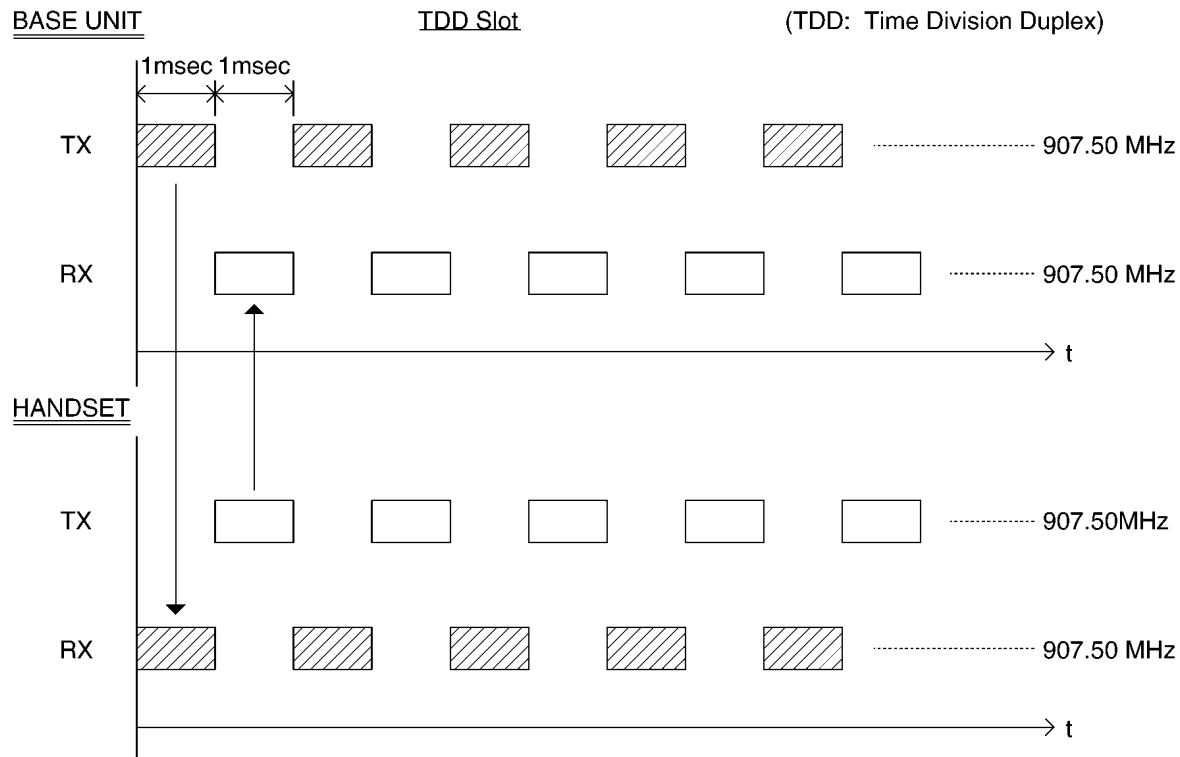 BASE UNIT
TDD Slot
(TDD: Time Division Duplex)
1msec 1msec
TX
907.50 MHz
RX
907.50 MHz
t
HANDSET
TX
907.50MHz
RX
907.50 MHz
t